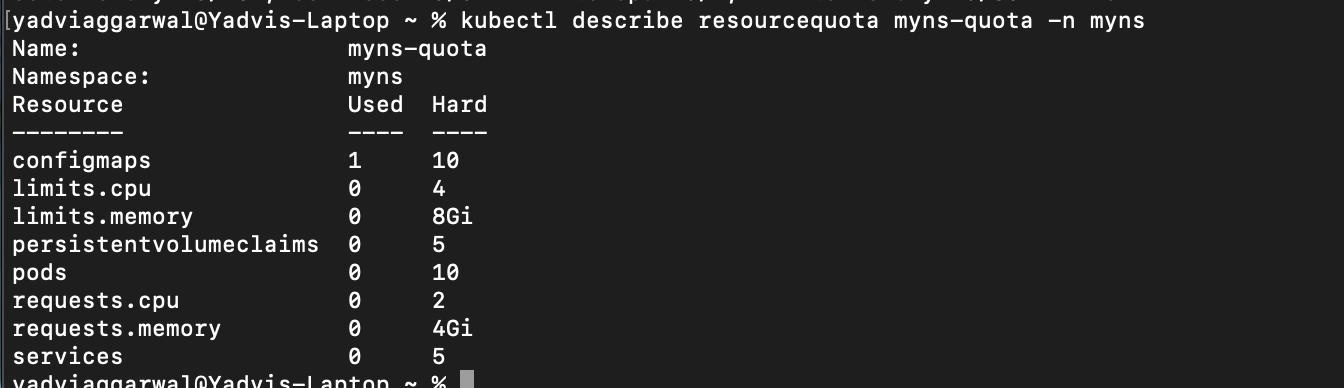 [yadviaggarwal@Yadvis-Laptop ~ % kubectl describe resourcequota myns-quota -n myns
Name: myns-quota
Namespace: myns
Resource Used Hard
-------- ---- ----
configmaps 1 10
limits.cpu 0 4
limits.memory 0 8Gi
persistentvolumeclaims 0 5
pods 0 10
requests.cpu 0 2
requests.memory 0 4Gi
services 0 5
yadviaggarwal@Yadvis-Laptop ~ %